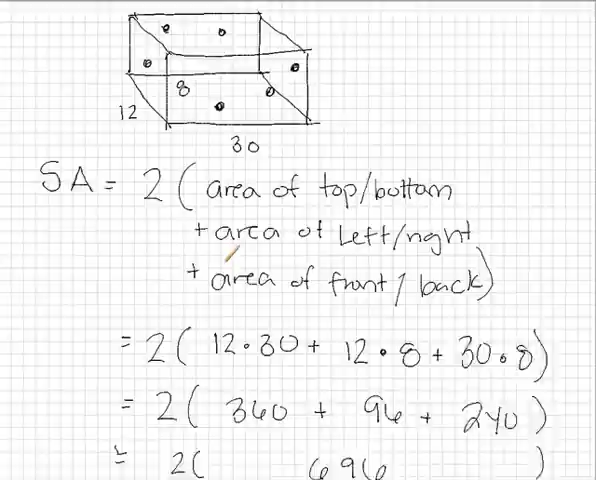 8
12
30
SA = 2 ( area of top/bottom
+ area of Left/right
+ area of front / back)
= 2 ( 12 • 30 + 12 • 8 + 30 • 8)
= 2 ( 360 + 96 + 240 )
= 2( 696 )